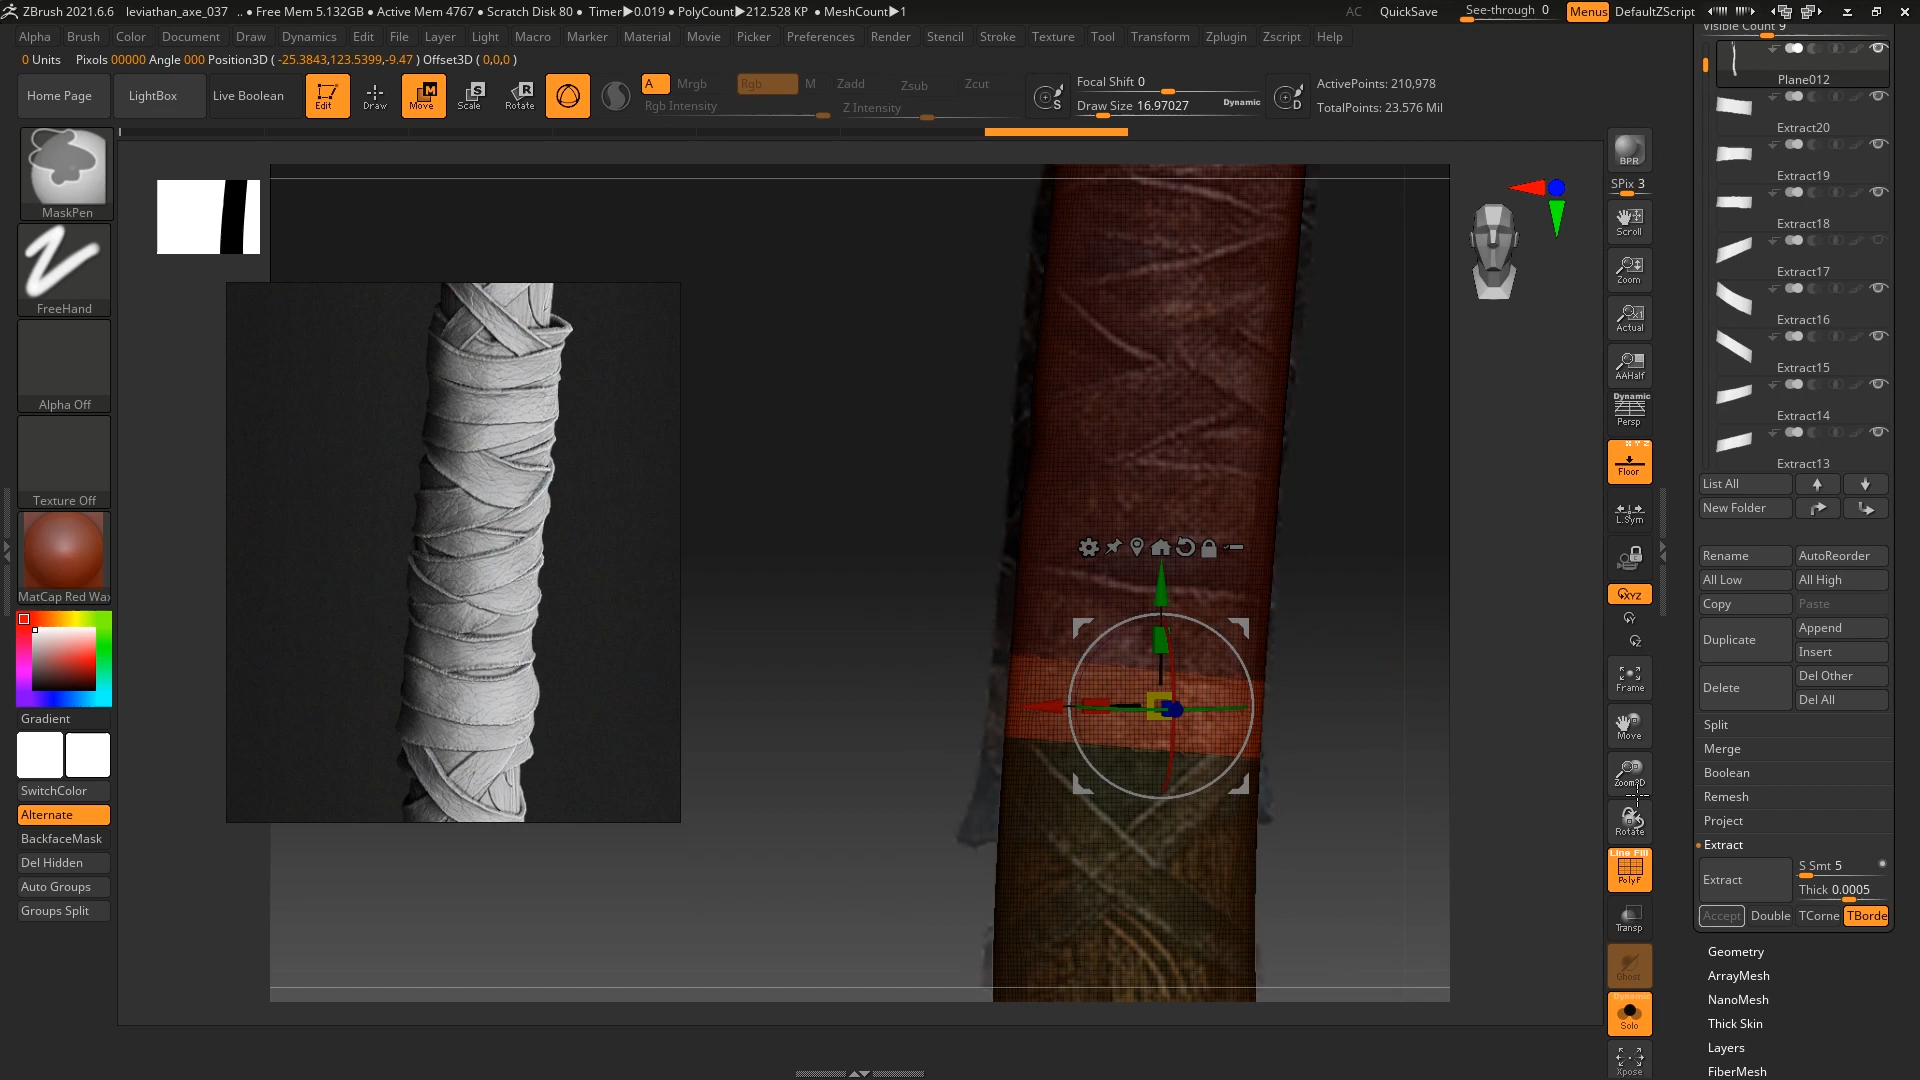 ZBrush 2021.6.6 leviathan_axe_037 .. • Free Mem 5.132GB • Active Mem 4767 • Scratch Disk 80 • Timer▶0.019 • PolyCount▶212.528 KP • MeshCount▶1 AC QuickSave See-through 0 Menus DefaultZScript
Alpha Brush Color Document Draw Dynamics Edit File Layer Light Macro Marker Material Movie Picker Preferences Render Stencil Stroke Texture Tool Transform Zplugin Zscript Help
0 Units Pixols 00000 Angle 000 Position3D ( -25.3843,123.5399,-9.47 ) Offset3D ( 0,0,0 )
Home Page LightBox Live Boolean Edit Draw Move Scale Rotate A Mrgb Rgb M Zadd Zsub Zcut
Rgb Intensity Z Intensity
Focal Shift 0
Draw Size 16.97027 Dynamic
S D
ActivePoints: 210,978
TotalPoints: 23.576 Mil
MaskPen
FreeHand
Alpha Off
Texture Off
MatCap Red Wax
Gradient
SwitchColor
Alternate
BackfaceMask
Del Hidden
Auto Groups
Groups Split
BPR
SPix 3
Scroll
Zoom
Actual
AAHalf
Dynamic
Persp
X Y Z
Floor
L.Sym
XYZ
Y
Z
Frame
Move
Zoom3D
Rotate
Line Fill
PolyF
Transp
Ghost
Dynamic
Solo
Xpose
Visible Count 9
Plane012
Extract20
Extract19
Extract18
Extract17
Extract16
Extract15
Extract14
Extract13
List All
New Folder
Rename AutoReorder
All Low All High
Copy Paste
Duplicate Append
Insert
Delete Del Other
Del All
Split
Merge
Boolean
Remesh
Project
Extract
Extract S Smt 5
Thick 0.0005
Accept Double TCorne TBorde
Geometry
ArrayMesh
NanoMesh
Thick Skin
Layers
FiberMesh